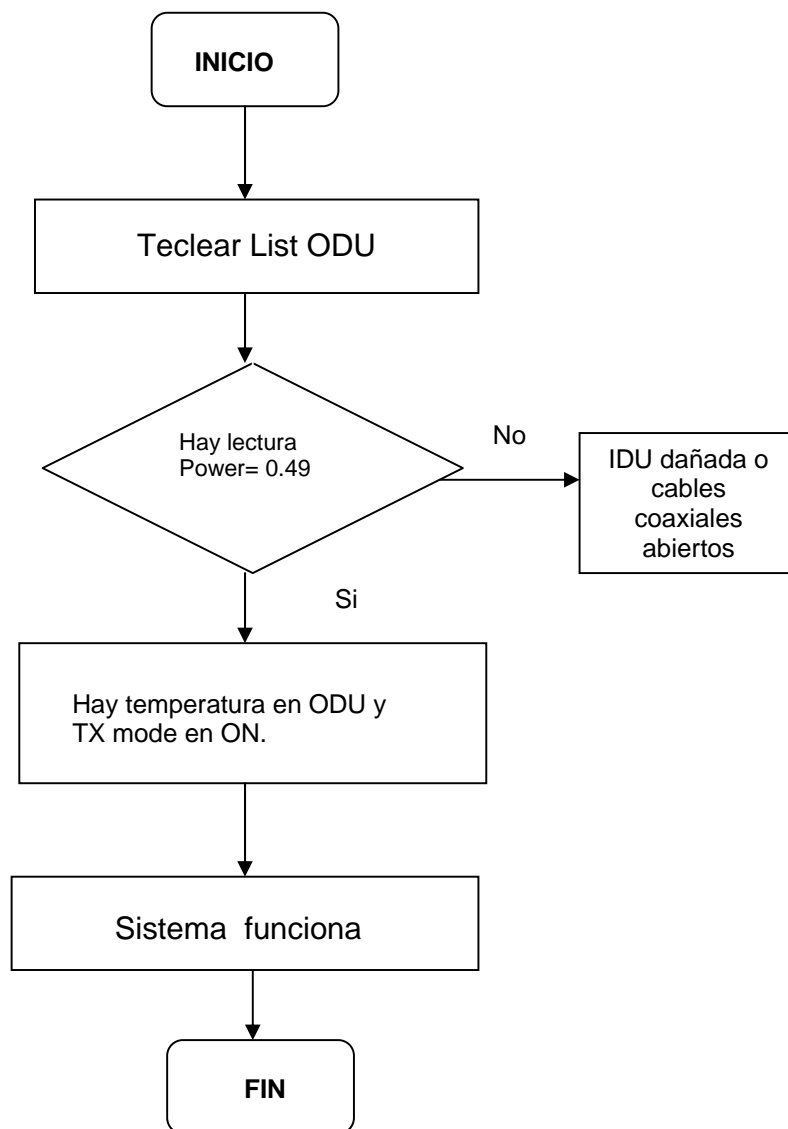 INICIO
Teclear List ODU
Hay lectura
Power= 0.49
No
IDU dañada o
cables
coaxiales
abiertos
Si
Hay temperatura en ODU y
TX mode en ON.
Sistema funciona
FIN